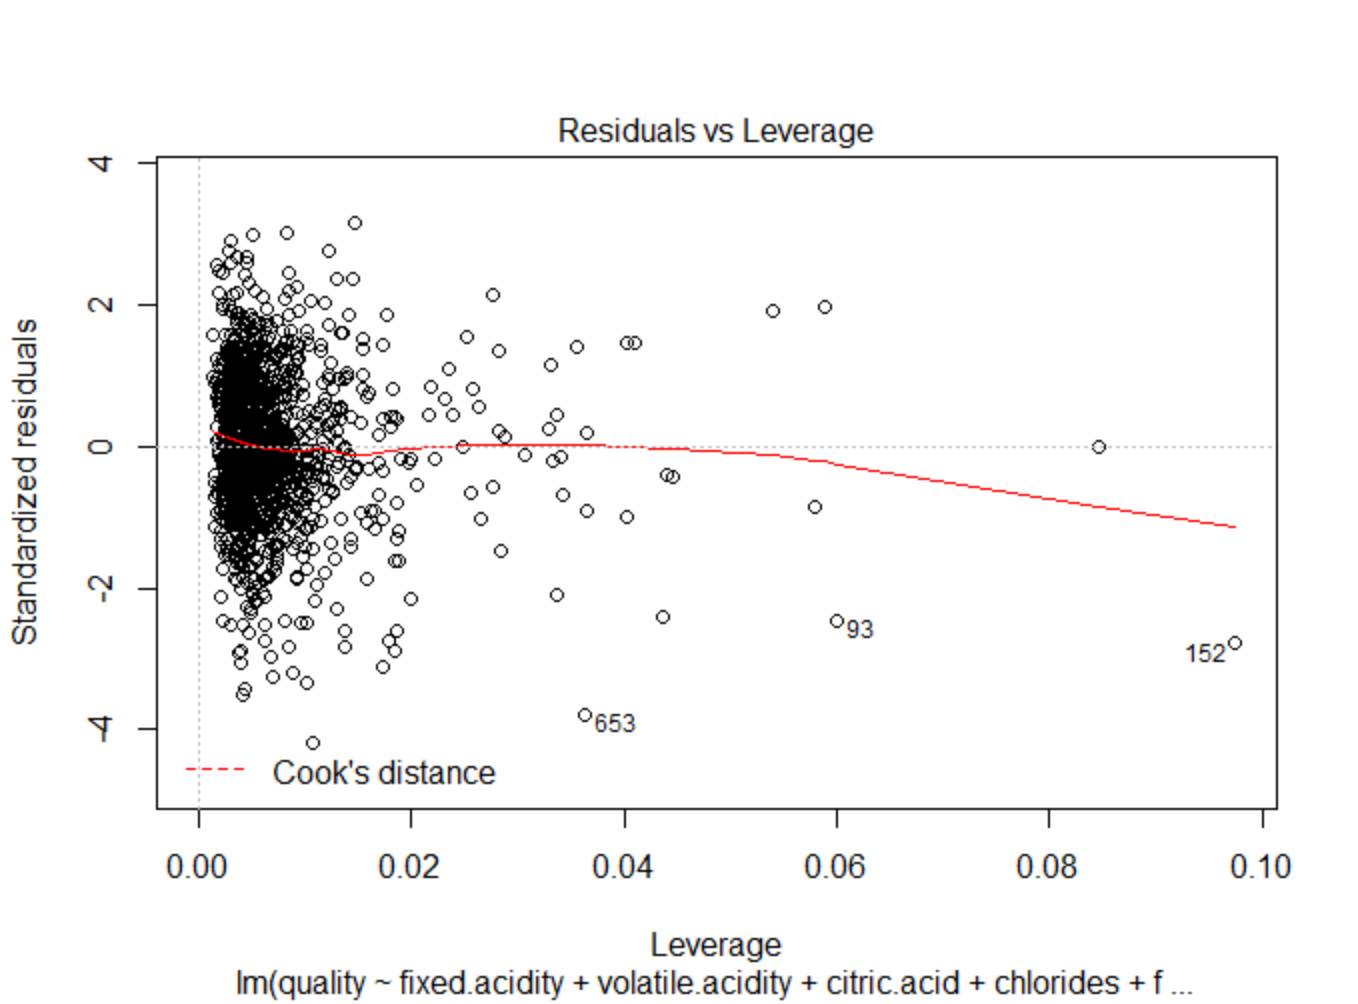 Residuals vs Leverage
Standardized residuals
4
2
0
-2
-4
93
152
653
Cook's distance
0.00 0.02 0.04 0.06 0.08 0.10
Leverage
lm(quality ~ fixed.acidity + volatile.acidity + citric.acid + chlorides + f ...